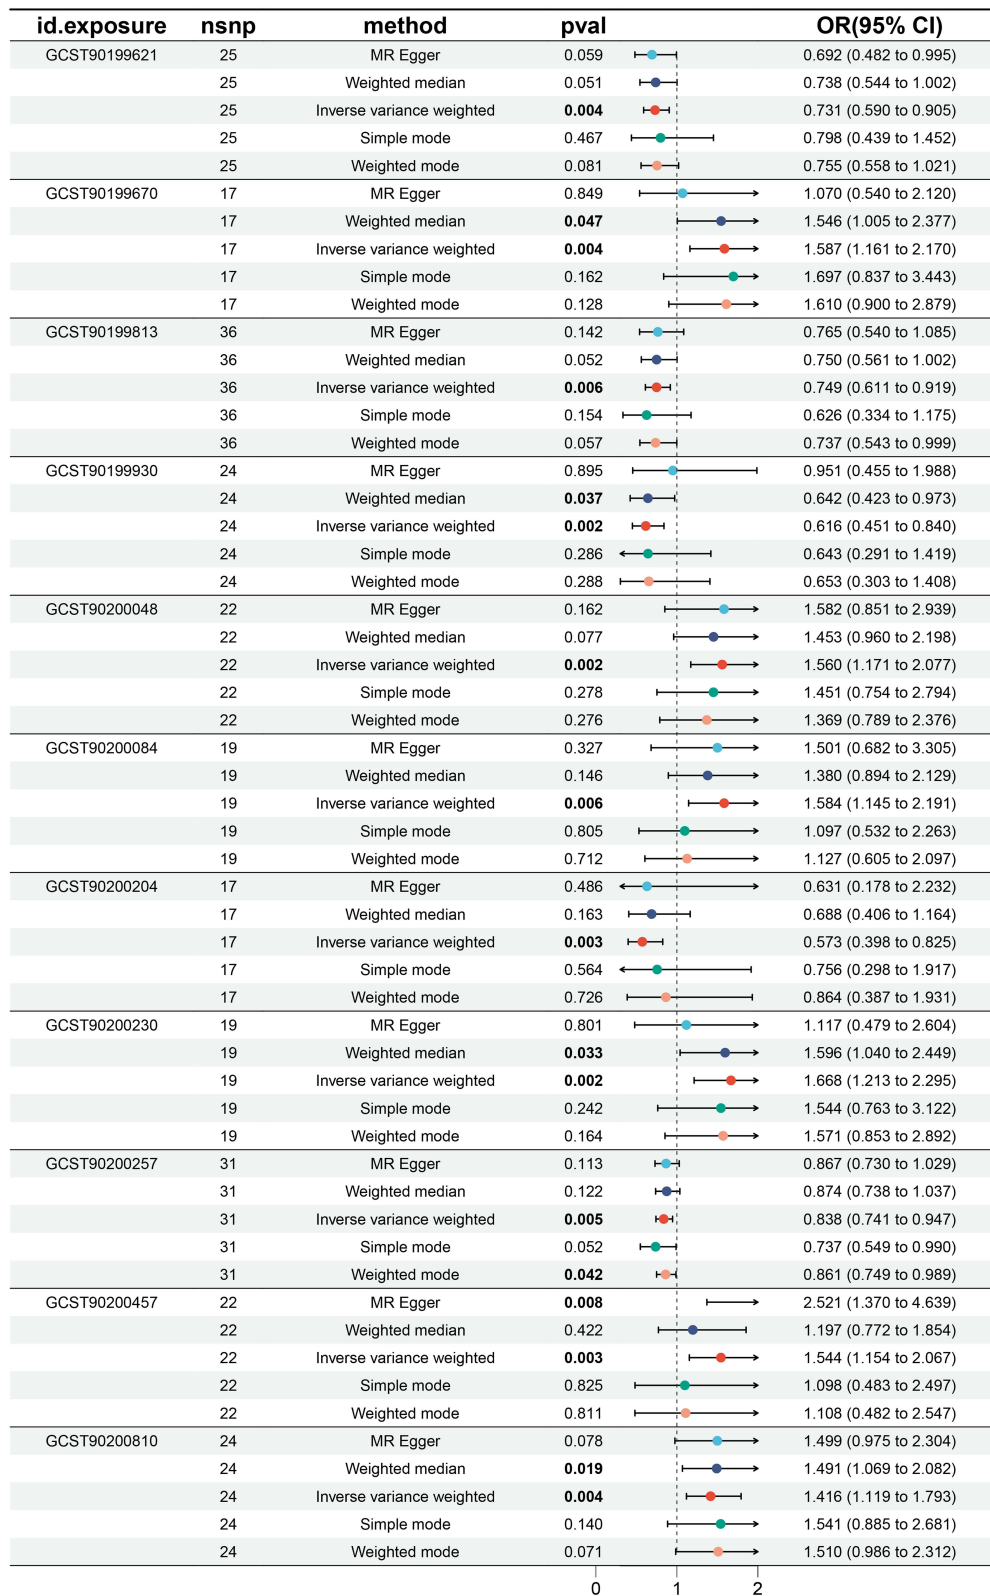 id.exposure nsnp method pval OR(95% CI)
GCST90199621 25 MR Egger 0.059 0.692 (0.482 to 0.995)
25 Weighted median 0.051 0.738 (0.544 to 1.002)
25 Inverse variance weighted 0.004 0.731 (0.590 to 0.905)
25 Simple mode 0.467 0.798 (0.439 to 1.452)
25 Weighted mode 0.081 0.755 (0.558 to 1.021)
GCST90199670 17 MR Egger 0.849 1.070 (0.540 to 2.120)
17 Weighted median 0.047 1.546 (1.005 to 2.377)
17 Inverse variance weighted 0.004 1.587 (1.161 to 2.170)
17 Simple mode 0.162 1.697 (0.837 to 3.443)
17 Weighted mode 0.128 1.610 (0.900 to 2.879)
GCST90199813 36 MR Egger 0.142 0.765 (0.540 to 1.085)
36 Weighted median 0.052 0.750 (0.561 to 1.002)
36 Inverse variance weighted 0.006 0.749 (0.611 to 0.919)
36 Simple mode 0.154 0.626 (0.334 to 1.175)
36 Weighted mode 0.057 0.737 (0.543 to 0.999)
GCST90199930 24 MR Egger 0.895 0.951 (0.455 to 1.988)
24 Weighted median 0.037 0.642 (0.423 to 0.973)
24 Inverse variance weighted 0.002 0.616 (0.451 to 0.840)
24 Simple mode 0.286 0.643 (0.291 to 1.419)
24 Weighted mode 0.288 0.653 (0.303 to 1.408)
GCST90200048 22 MR Egger 0.162 1.582 (0.851 to 2.939)
22 Weighted median 0.077 1.453 (0.960 to 2.198)
22 Inverse variance weighted 0.002 1.560 (1.171 to 2.077)
22 Simple mode 0.278 1.451 (0.754 to 2.794)
22 Weighted mode 0.276 1.369 (0.789 to 2.376)
GCST90200084 19 MR Egger 0.327 1.501 (0.682 to 3.305)
19 Weighted median 0.146 1.380 (0.894 to 2.129)
19 Inverse variance weighted 0.006 1.584 (1.145 to 2.191)
19 Simple mode 0.805 1.097 (0.532 to 2.263)
19 Weighted mode 0.712 1.127 (0.605 to 2.097)
GCST90200204 17 MR Egger 0.486 0.631 (0.178 to 2.232)
17 Weighted median 0.163 0.688 (0.406 to 1.164)
17 Inverse variance weighted 0.003 0.573 (0.398 to 0.825)
17 Simple mode 0.564 0.756 (0.298 to 1.917)
17 Weighted mode 0.726 0.864 (0.387 to 1.931)
GCST90200230 19 MR Egger 0.801 1.117 (0.479 to 2.604)
19 Weighted median 0.033 1.596 (1.040 to 2.449)
19 Inverse variance weighted 0.002 1.668 (1.213 to 2.295)
19 Simple mode 0.242 1.544 (0.763 to 3.122)
19 Weighted mode 0.164 1.571 (0.853 to 2.892)
GCST90200257 31 MR Egger 0.113 0.867 (0.730 to 1.029)
31 Weighted median 0.122 0.874 (0.738 to 1.037)
31 Inverse variance weighted 0.005 0.838 (0.741 to 0.947)
31 Simple mode 0.052 0.737 (0.549 to 0.990)
31 Weighted mode 0.042 0.861 (0.749 to 0.989)
GCST90200457 22 MR Egger 0.008 2.521 (1.370 to 4.639)
22 Weighted median 0.422 1.197 (0.772 to 1.854)
22 Inverse variance weighted 0.003 1.544 (1.154 to 2.067)
22 Simple mode 0.825 1.098 (0.483 to 2.497)
22 Weighted mode 0.811 1.108 (0.482 to 2.547)
GCST90200810 24 MR Egger 0.078 1.499 (0.975 to 2.304)
24 Weighted median 0.019 1.491 (1.069 to 2.082)
24 Inverse variance weighted 0.004 1.416 (1.119 to 1.793)
24 Simple mode 0.140 1.541 (0.885 to 2.681)
24 Weighted mode 0.071 1.510 (0.986 to 2.312)
0 1 2